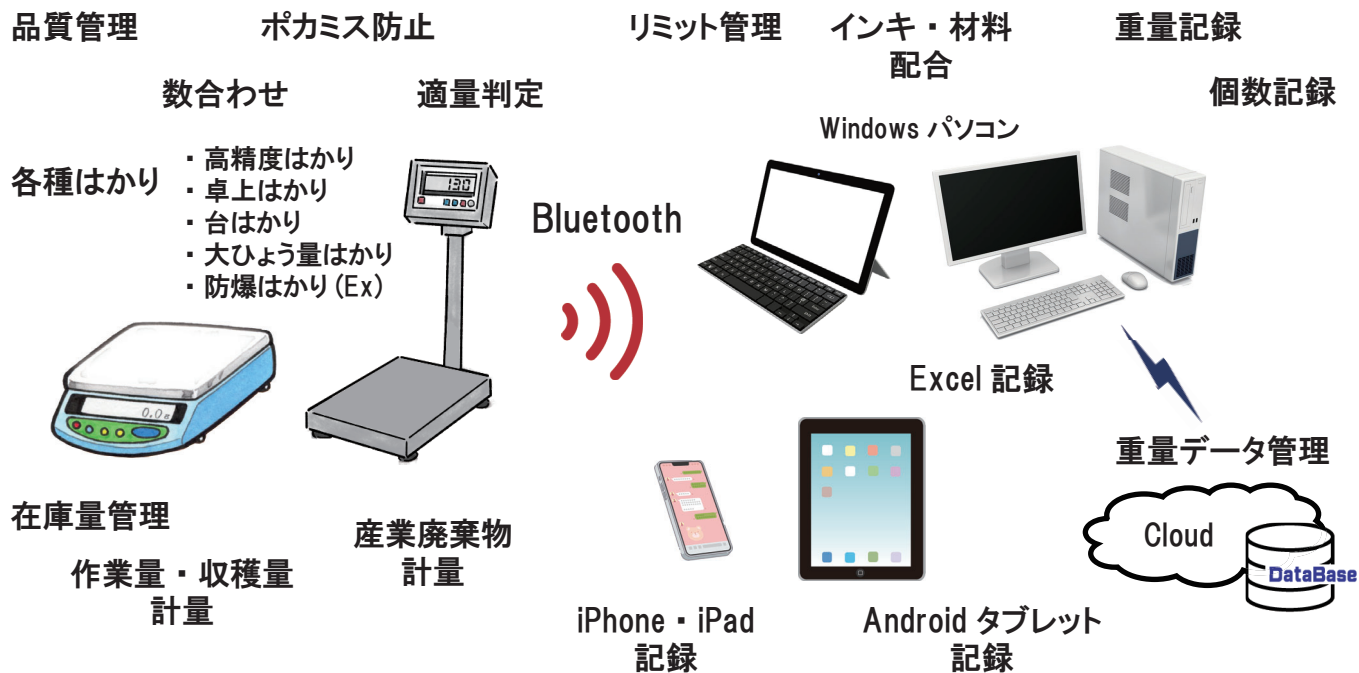 品質管理
ポカミス防止
リミット管理
インキ・材料
配合
重量記録
数合わせ
適量判定
個数記録
Windows パソコン
各種はかり
・高精度はかり
・卓上はかり
・台はかり
・大ひょう量はかり
・防爆はかり(Ex)
130
Bluetooth
0.0g
Excel 記録
重量データ管理
Cloud
DataBase
在庫量管理
作業量・収穫量
計量
産業廃棄物
計量
iPhone・iPad
記録
Android タブレット
記録